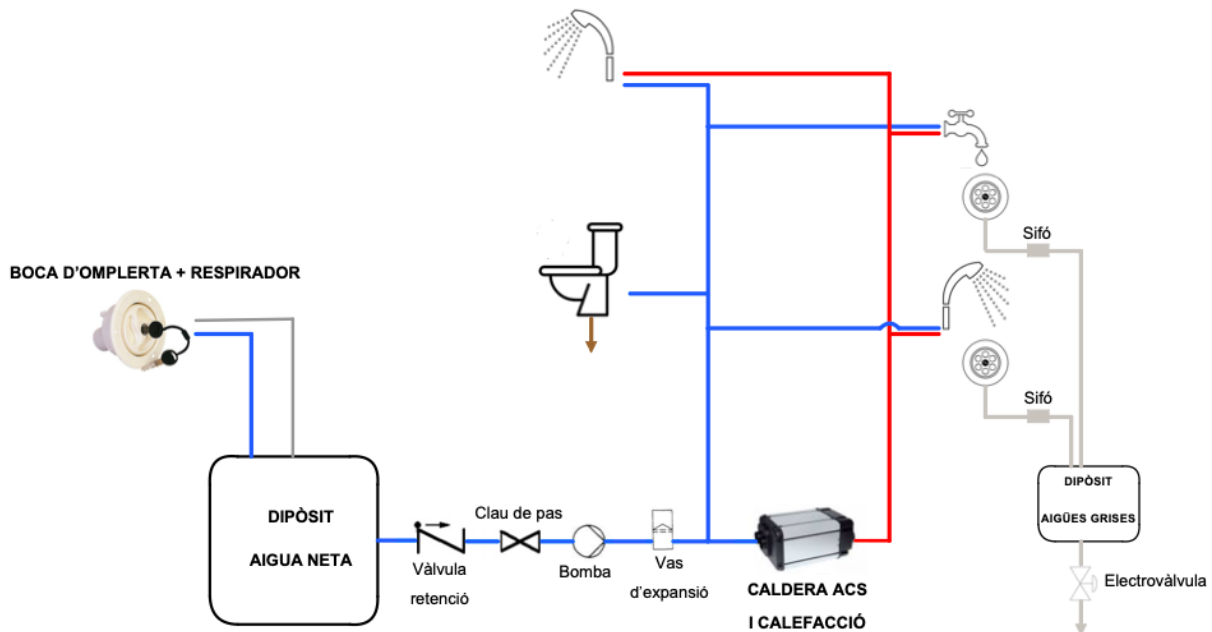 Sifó
BOCA D'OMPLERTA + RESPIRADOR
Sifó
DIPÒSIT
AIGUA NETA
Vàlvula
retenció
Clau de pas
Bomba
Vas
d'expansió
CALDERA ACS
I CALEFACCIÓ
DIPÒSIT
AIGÜES GRISES
Electrovàlvula